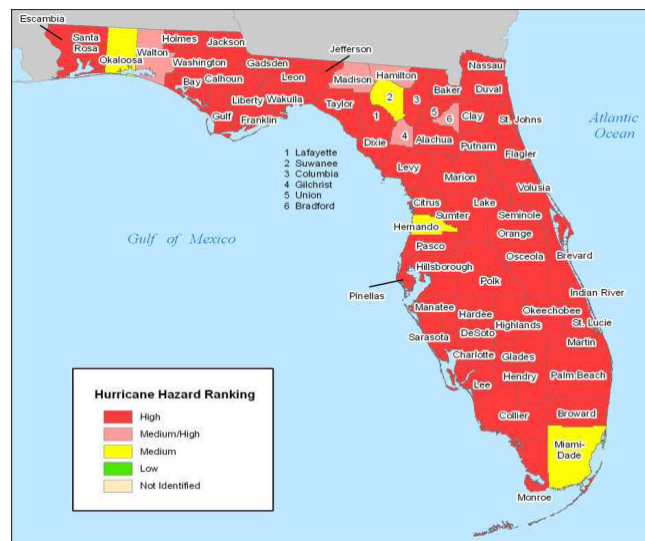 Escambia
Santa
Rosa
Okaloosa
Walton
Holmes
Jackson
Washington
Bay
Calhoun
Gadsden
Leon
Jefferson
Madison
Hamilton
Liberty
Wakulla
Gulf
Franklin
Taylor
Nassau
Baker
Duval
1
2
3
4
5
6
Clay
St. Johns
Dixie
Alachua
Putnam
Flagler
Atlantic
Ocean
1 Lafayette
2 Suwanee
3 Columbia
4 Gilchrist
5 Union
6 Bradford
Levy
Marion
Volusia
Citrus
Lake
Sumter
Seminole
Hernando
Orange
Gulf of Mexico
Pasco
Osceola
Brevard
Hillsborough
Polk
Pinellas
Indian River
Manatee
Hardee
Okeechobee
Highlands
St. Lucie
Sarasota
DeSoto
Martin
Charlotte
Glades
Lee
Hendry
Palm Beach
Collier
Broward
Miami-
Dade
Monroe
Hurricane Hazard Ranking
High
Medium/High
Medium
Low
Not Identified